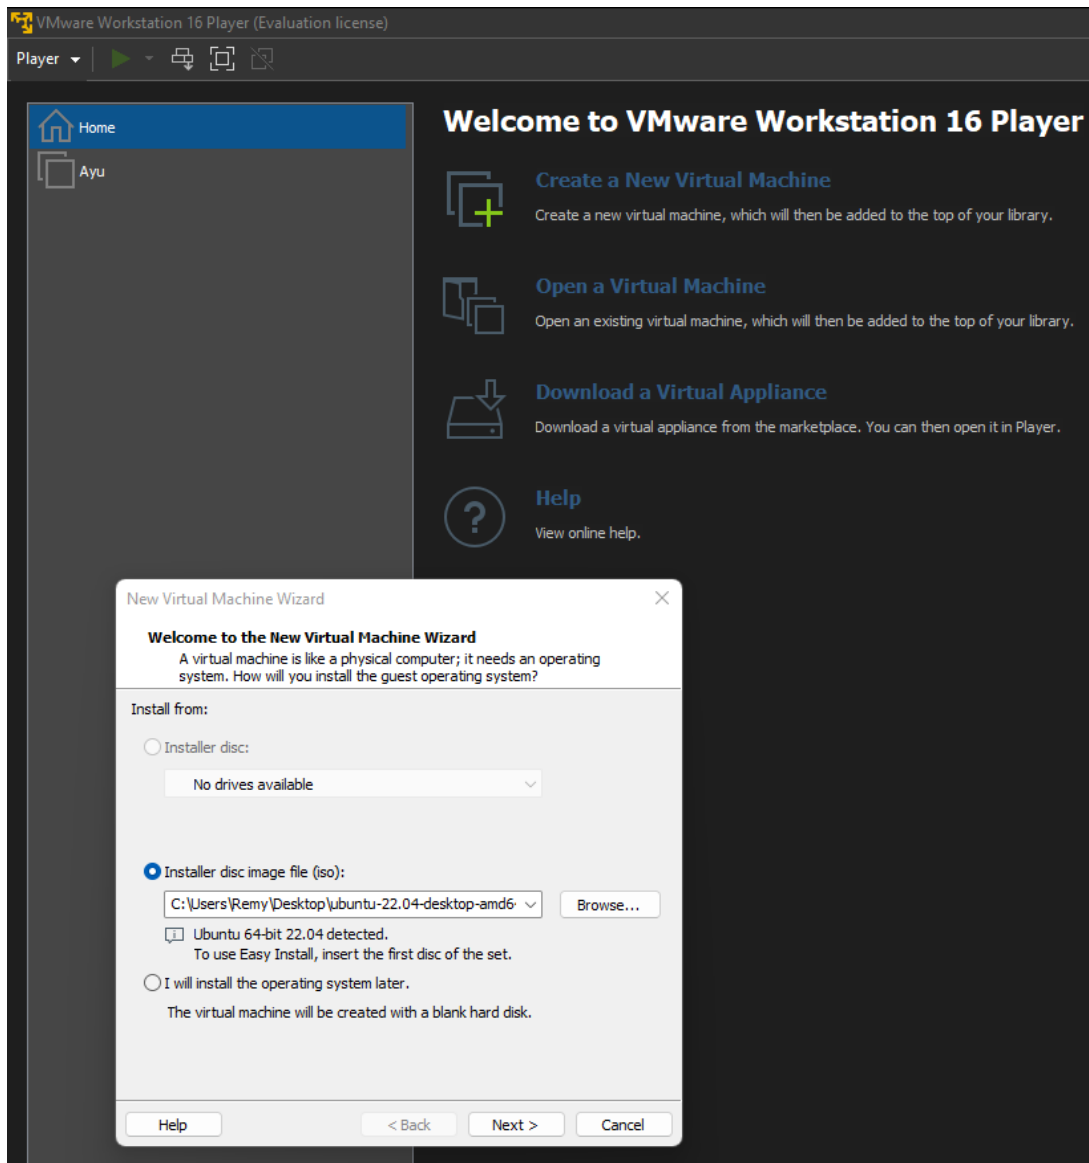 VMware Workstation 16 Player (Evaluation license)
Player
Home
Ayu
Welcome to VMware Workstation 16 Player
Create a New Virtual Machine
Create a new virtual machine, which will then be added to the top of your library.
Open a Virtual Machine
Open an existing virtual machine, which will then be added to the top of your library.
Download a Virtual Appliance
Download a virtual appliance from the marketplace. You can then open it in Player.
Help
View online help.
New Virtual Machine Wizard
Welcome to the New Virtual Machine Wizard
A virtual machine is like a physical computer; it needs an operating
system. How will you install the guest operating system?
Install from:
Installer disc:
No drives available
Installer disc image file (iso):
C:\Users\Remy\Desktop\ubuntu-22.04-desktop-amd6
Browse...
Ubuntu 64-bit 22.04 detected.
To use Easy Install, insert the first disc of the set.
I will install the operating system later.
The virtual machine will be created with a blank hard disk.
Help
< Back
Next >
Cancel